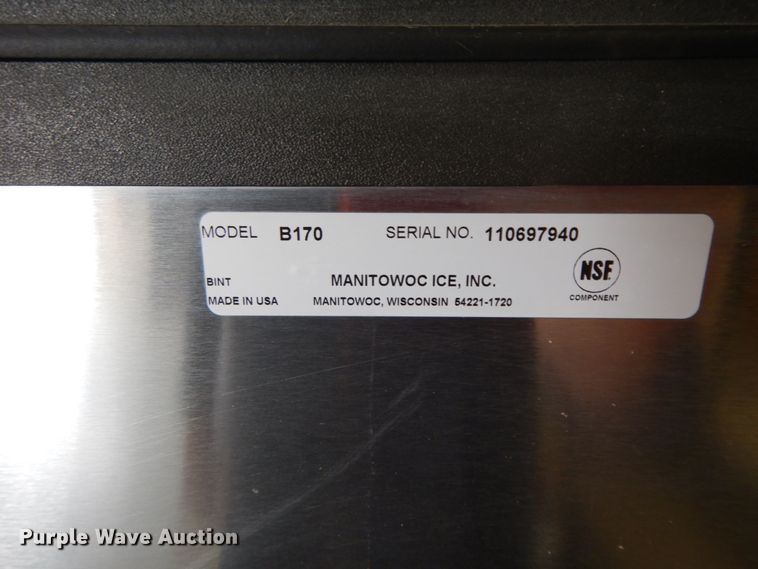 MODEL B170 SERIAL NO. 110697940
NSF
BINT MANITOWOC ICE, INC.
COMPONENT
MADE IN USA MANITOWOC, WISCONSIN 54221-1720
Purple Wave Auction